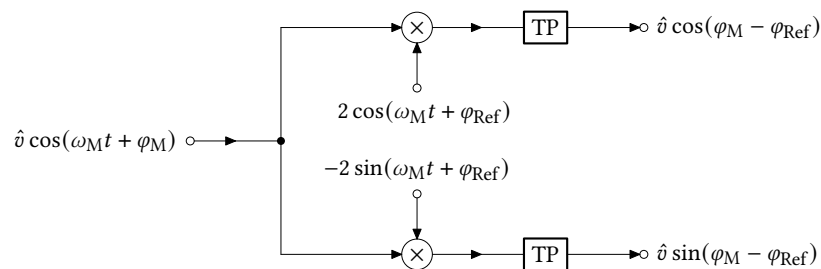 TP
v̂ cos(φ_M − φ_Ref)
2 cos(ω_M t + φ_Ref)
v̂ cos(ω_M t + φ_M)
−2 sin(ω_M t + φ_Ref)
TP
v̂ sin(φ_M − φ_Ref)